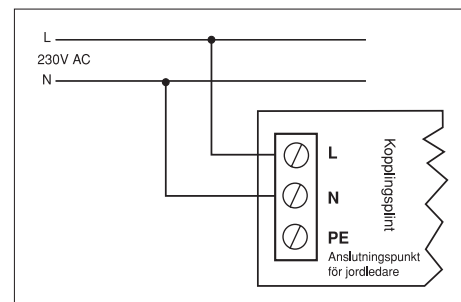 L
230V AC
N
L
N
PE
Anslutningspunkt
för jordledare
Kopplingsplint